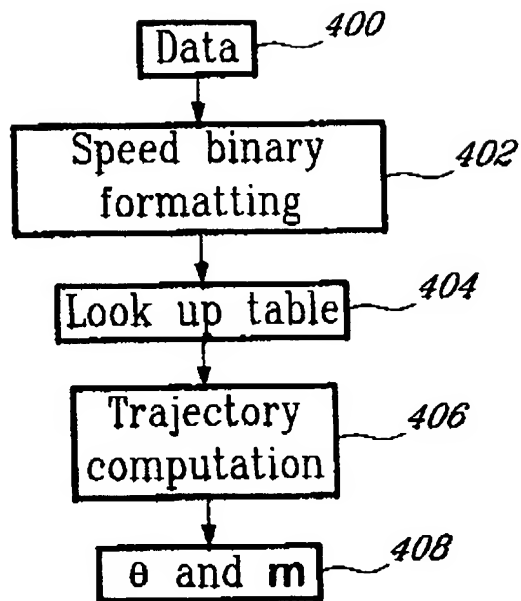 Data
400
Speed binary
formatting
402
Look up table
404
Trajectory
computation
406
θ and m
408